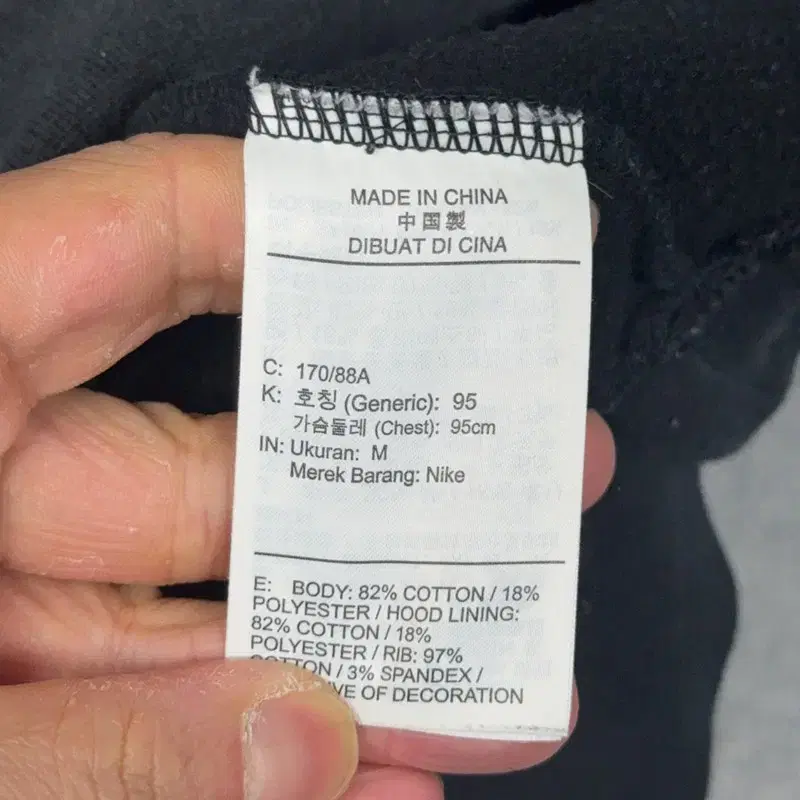 MADE IN CHINA
中国製
DIBUAT DI CINA
C: 170/88A
K: 호칭 (Generic): 95
가슴둘레 (Chest): 95cm
IN: Ukuran: M
Merek Barang: Nike
E: BODY: 82% COTTON / 18%
POLYESTER / HOOD LINING:
82% COTTON / 18%
POLYESTER / RIB: 97%
COTTON / 3% SPANDEX /
OF DECORATION